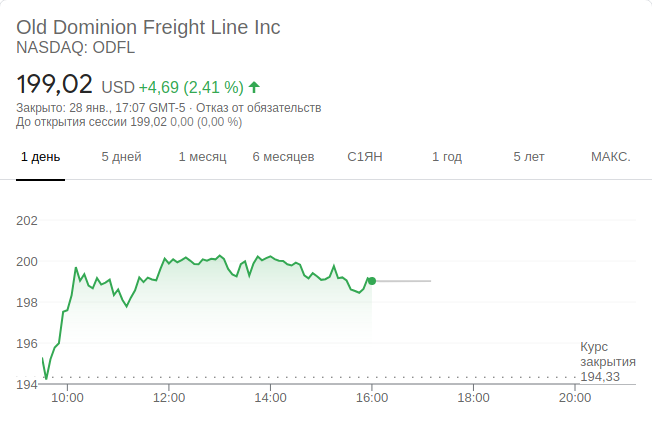 Old Dominion Freight Line Inc
NASDAQ: ODFL
199,02 USD +4,69 (2,41 %)
Закрыто: 28 янв., 17:07 GMT-5 · Отказ от обязательств
До открытия сессии 199,02 0,00 (0,00 %)
1 день 5 дней 1 месяц 6 месяцев С1ЯН 1 год 5 лет МАКС.
202
200
198
196
194
Курс
закрытия
194,33
10:00 12:00 14:00 16:00 18:00 20:00